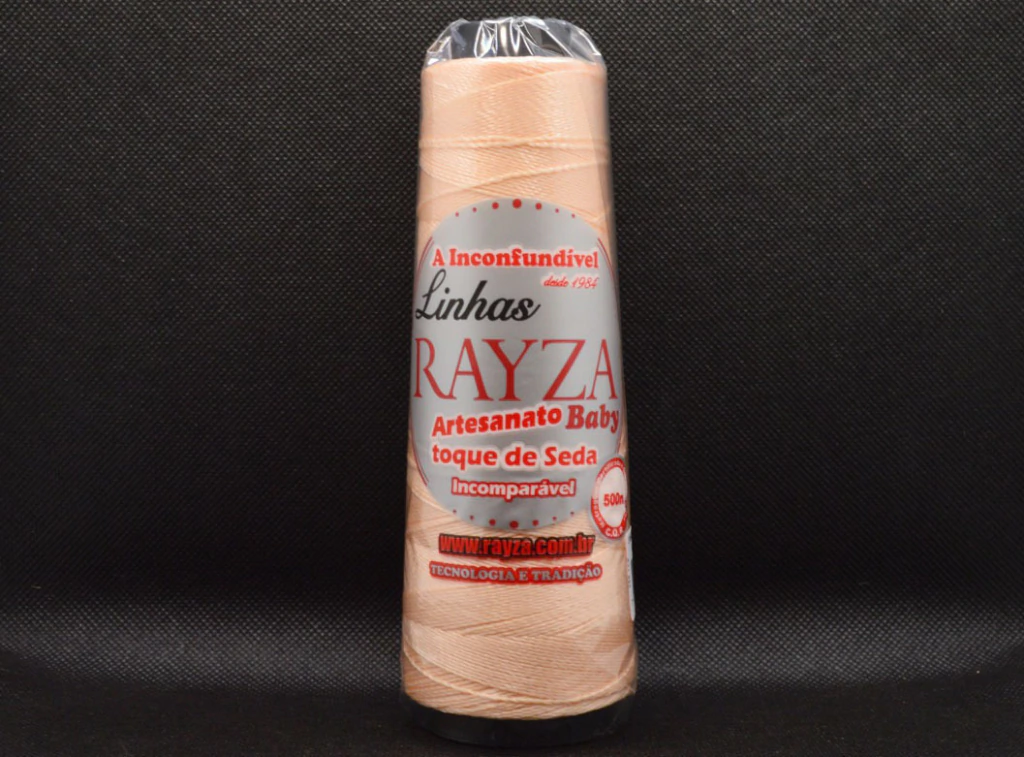 A Inconfundível
desde 1984
Linhas
RAYZA
Artesanato Baby
toque de Seda
Incomparável
500m
www.rayza.com.br
TECNOLOGIA E TRADIÇÃO